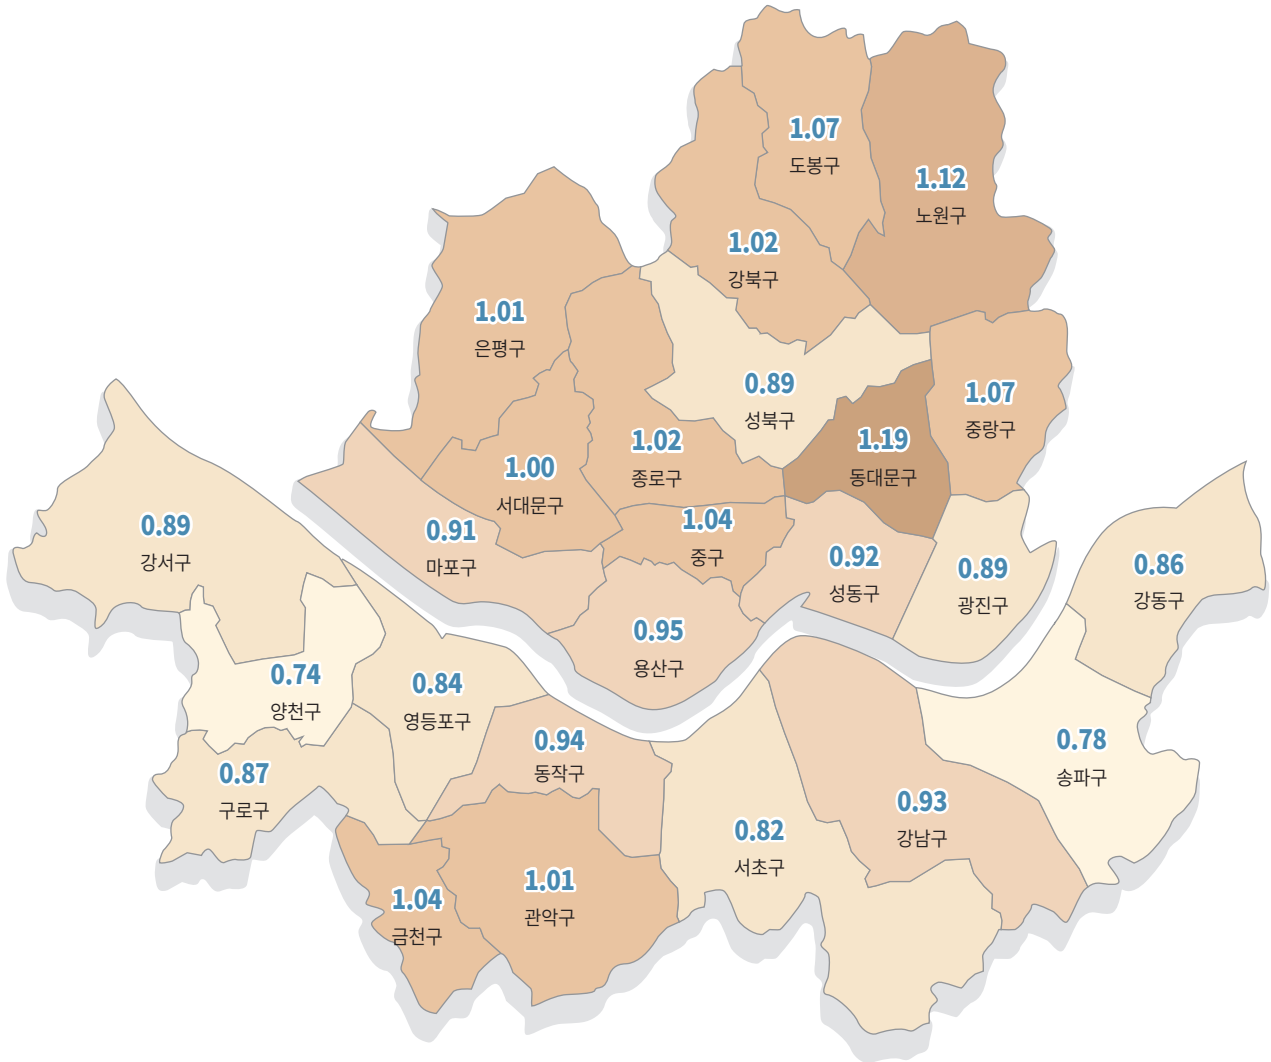 1.07
도봉구
1.12
노원구
1.02
강북구
1.01
은평구
0.89
성북구
1.07
중랑구
1.19
동대문구
1.02
종로구
1.00
서대문구
1.04
중구
0.91
마포구
0.92
성동구
0.89
광진구
0.89
강서구
0.86
강동구
0.95
용산구
0.74
양천구
0.84
영등포구
0.94
동작구
0.78
송파구
0.87
구로구
0.93
강남구
0.82
서초구
1.01
관악구
1.04
금천구